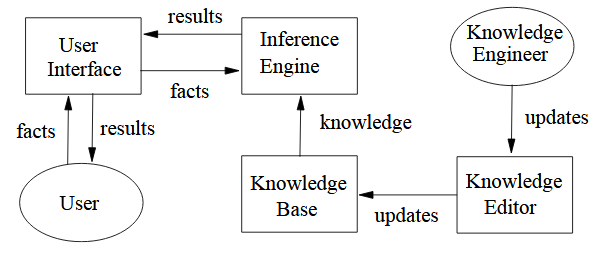 results
User
Interface
Inference
Engine
Knowledge
Engineer
facts
knowledge
updates
facts
results
User
Knowledge
Base
updates
Knowledge
Editor